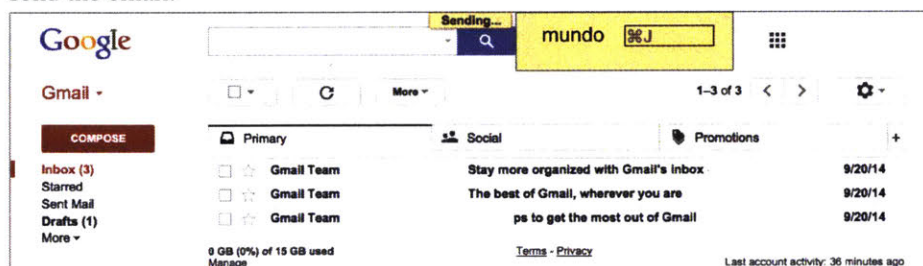 Sending...
Google
mundo ⌘J
Gmail
More
1–3 of 3
COMPOSE
Primary
Social
Promotions
+
Inbox (3)
Gmail Team
Stay more organized with Gmail's inbox
9/20/14
Starred
Gmail Team
The best of Gmail, wherever you are
9/20/14
Sent Mail
Drafts (1)
Gmail Team
ps to get the most out of Gmail
9/20/14
More
0 GB (0%) of 15 GB used
Manage
Terms - Privacy
Last account activity: 36 minutes ago